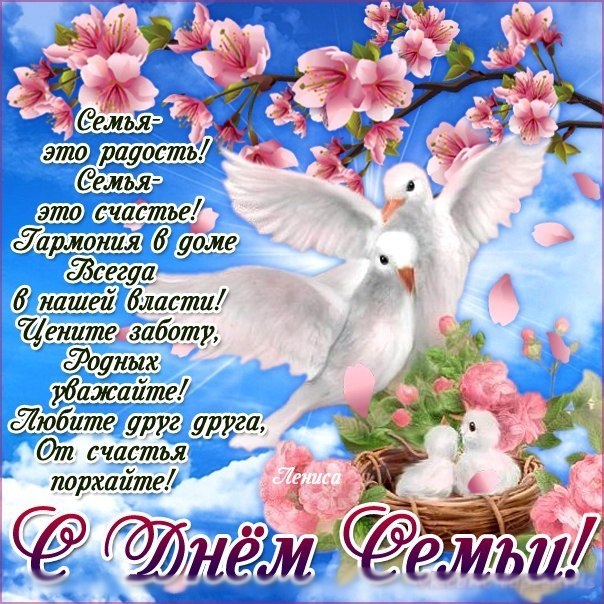 Семья-
это радость!
Семья-
это счастье!
Гармония в доме
Всегда
в нашей власти!
Цените заботу,
Родных
уважайте!
Любите друг друга,
От счастья
порхайте!
Лениса
С Днём Семьи!